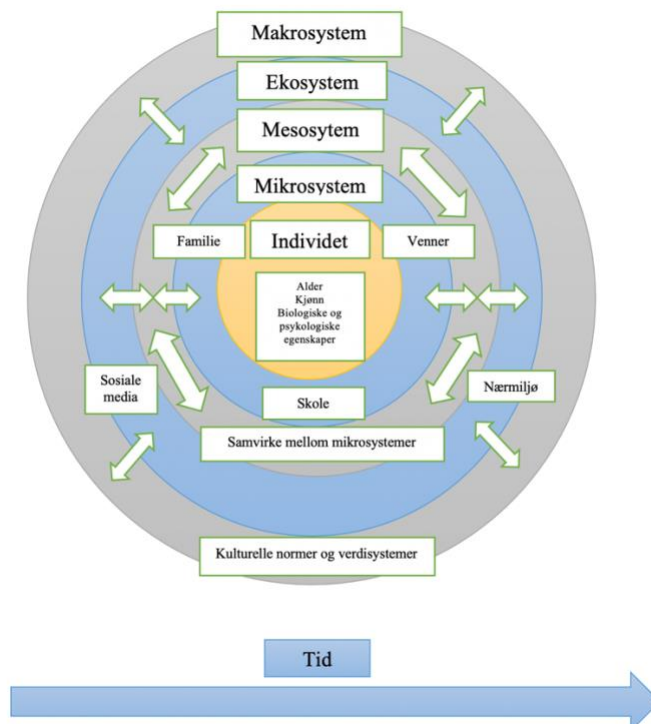 Makrosystem
Ekosystem
Mesosytem
Mikrosystem
Familie
Individet
Venner
Alder
Kjønn
Biologiske og
psykologiske
egenskaper
Sosiale
media
Skole
Nærmiljø
Samvirke mellom mikrosystemer
Kulturelle normer og verdisystemer
Tid